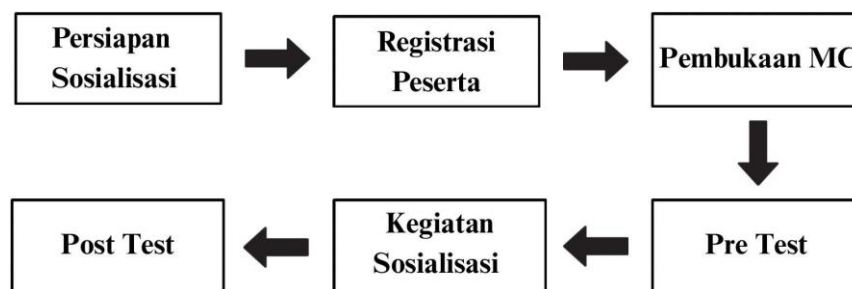 Persiapan
Sosialisasi
Registrasi
Peserta
Pembukaan MC
Pre Test
Kegiatan
Sosialisasi
Post Test